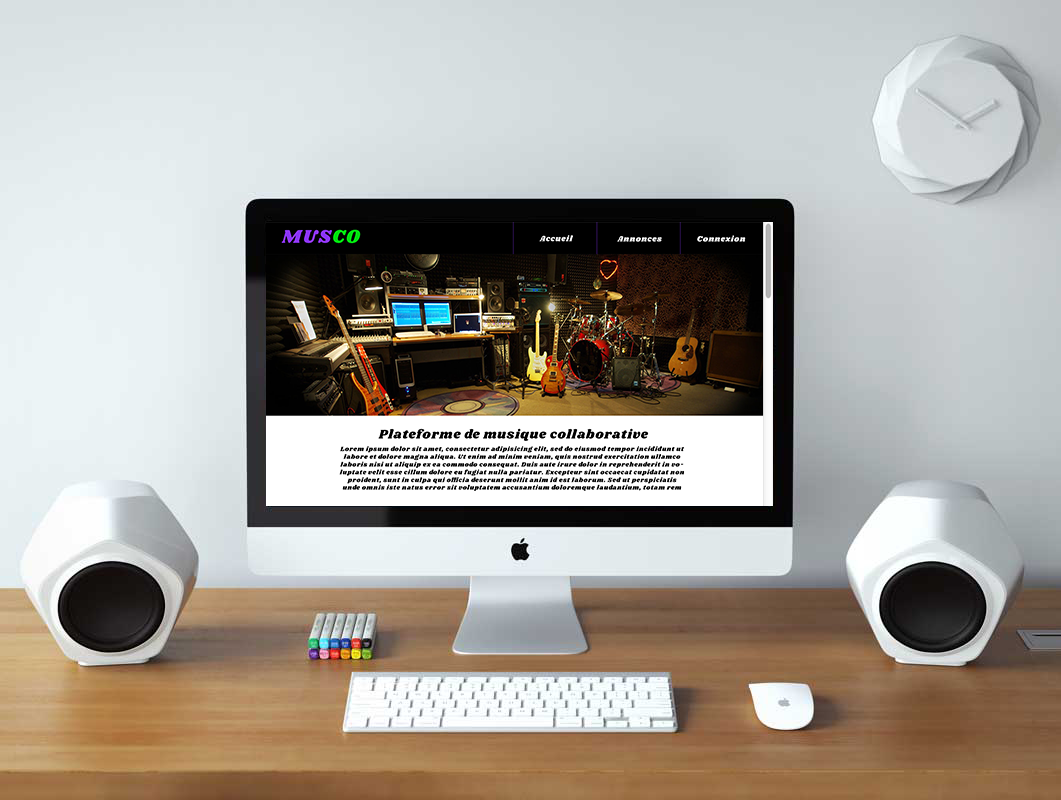 MUSCO
Accueil
Annonces
Connexion
Plateforme de musique collaborative
Lorem ipsum dolor sit amet, consectetur adipisicing elit, sed do eiusmod tempor incididunt ut
labore et dolore magna aliqua. Ut enim ad minim veniam, quis nostrud exercitation ullamco
laboris nisi ut aliquip ex ea commodo consequat. Duis aute irure dolor in reprehenderit in vo-
luptate velit esse cillum dolore eu fugiat nulla pariatur. Excepteur sint occaecat cupidatat non
proident, sunt in culpa qui officia deserunt mollit anim id est laborum. Sed ut perspiciatis
unde omnis iste natus error sit voluptatem accusantium doloremque laudantium, totam rem